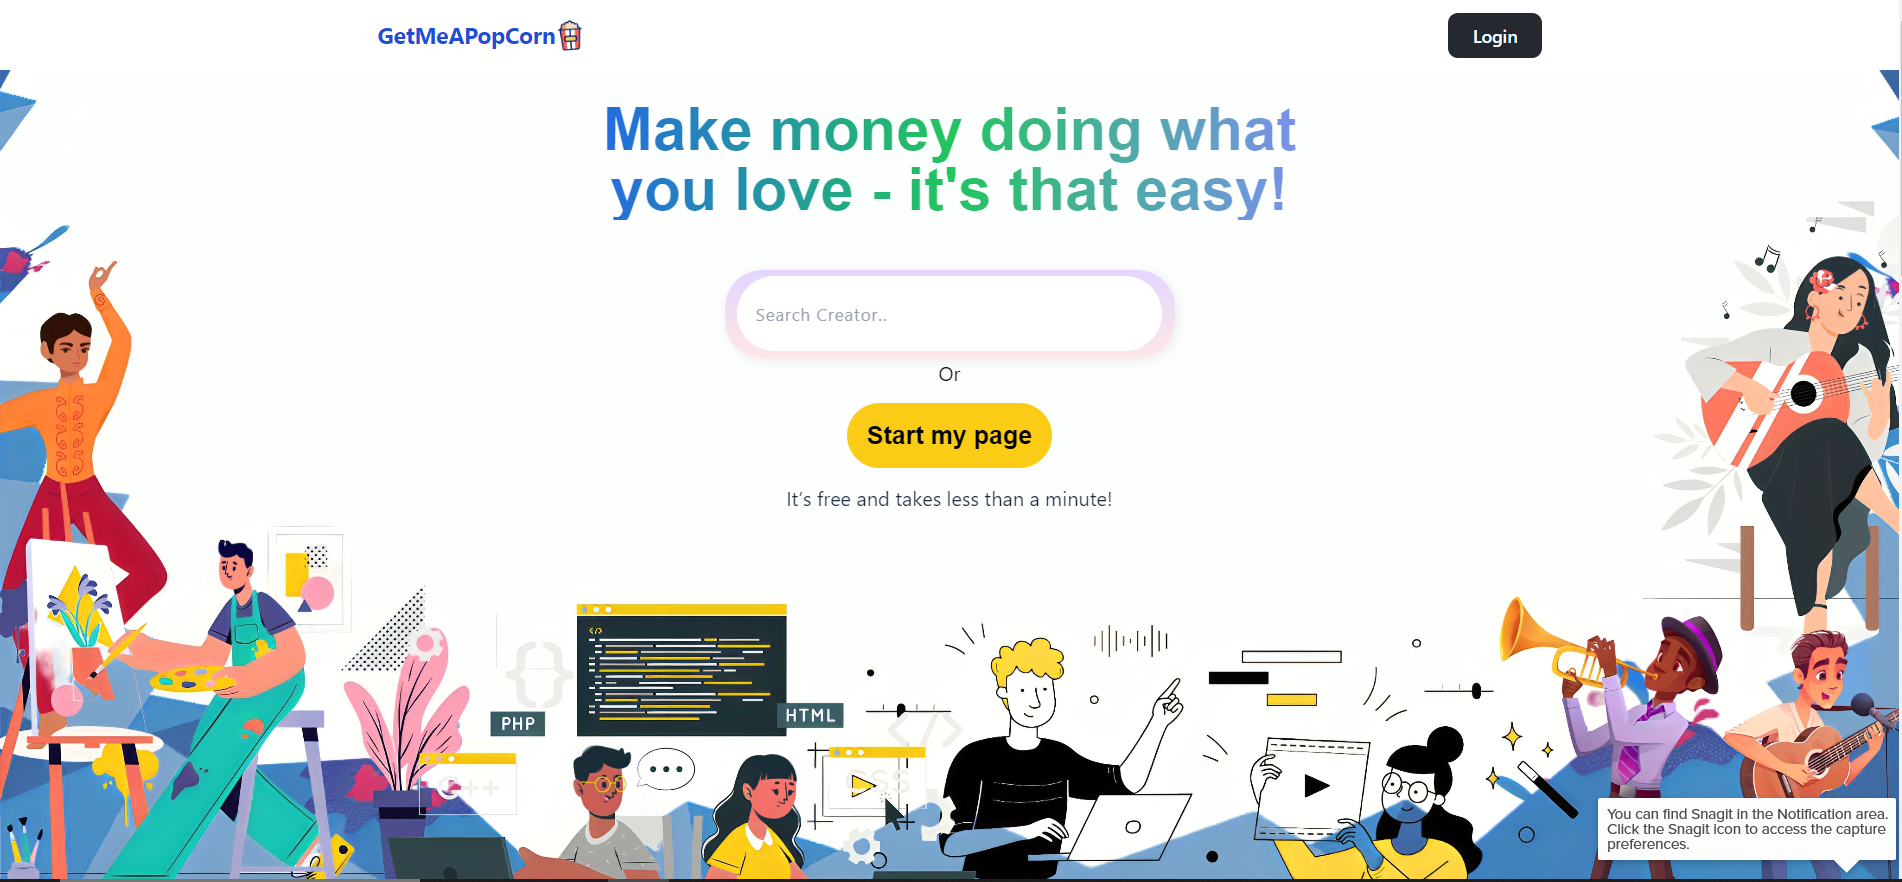 GetMeAPopCorn
Login
Make money doing what
you love - it's that easy!
Search Creator..
Or
Start my page
It’s free and takes less than a minute!
</>
{}
PHP
HTML
</>
C++
CSS
You can find Snagit in the Notification area.
Click the Snagit icon to access the capture
preferences.